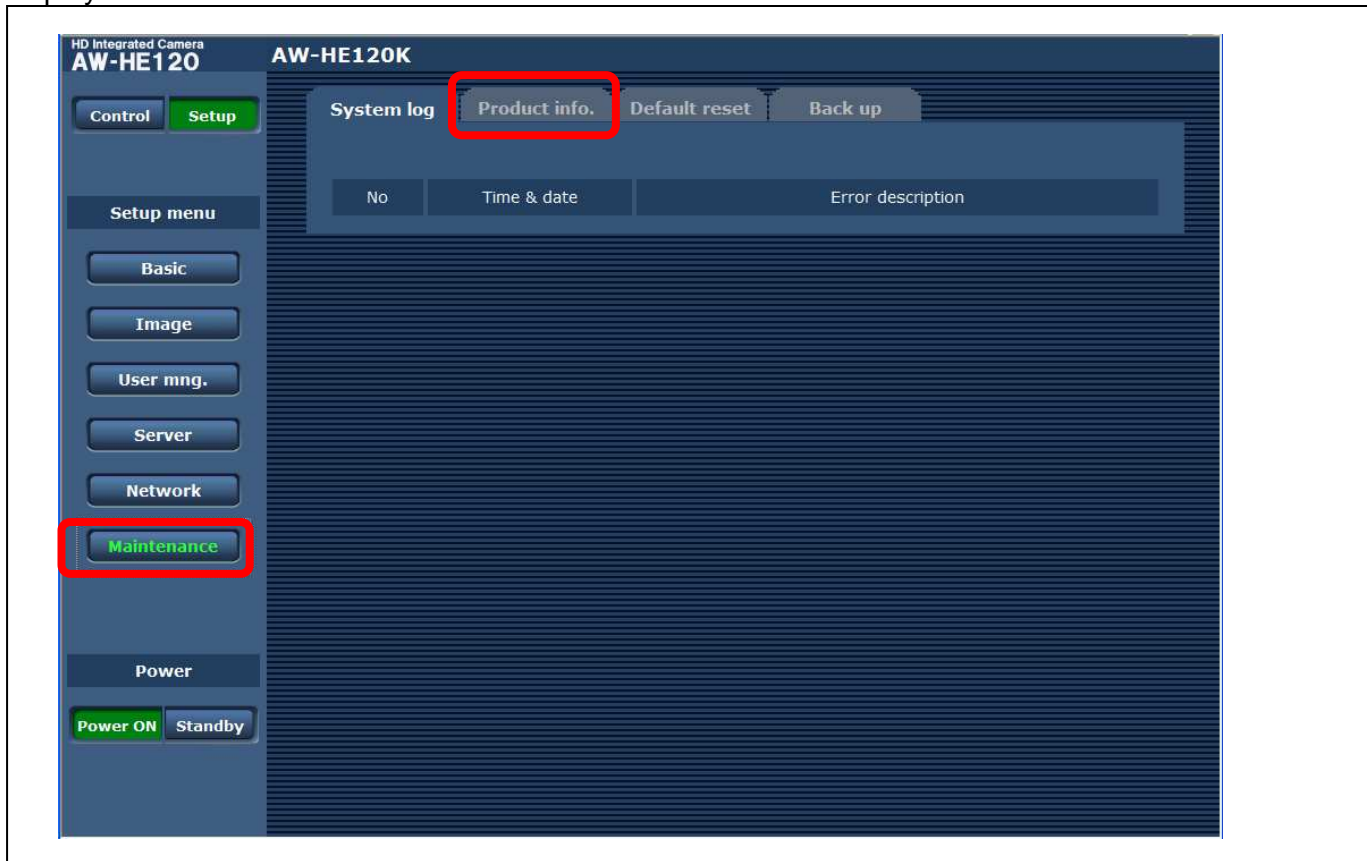 HD Integrated Camera
AW-HE120
AW-HE120K
Control Setup
System log Product info. Default reset Back up
No Time & date Error description
Setup menu
Basic
Image
User mng.
Server
Network
Maintenance
Power
Power ON Standby